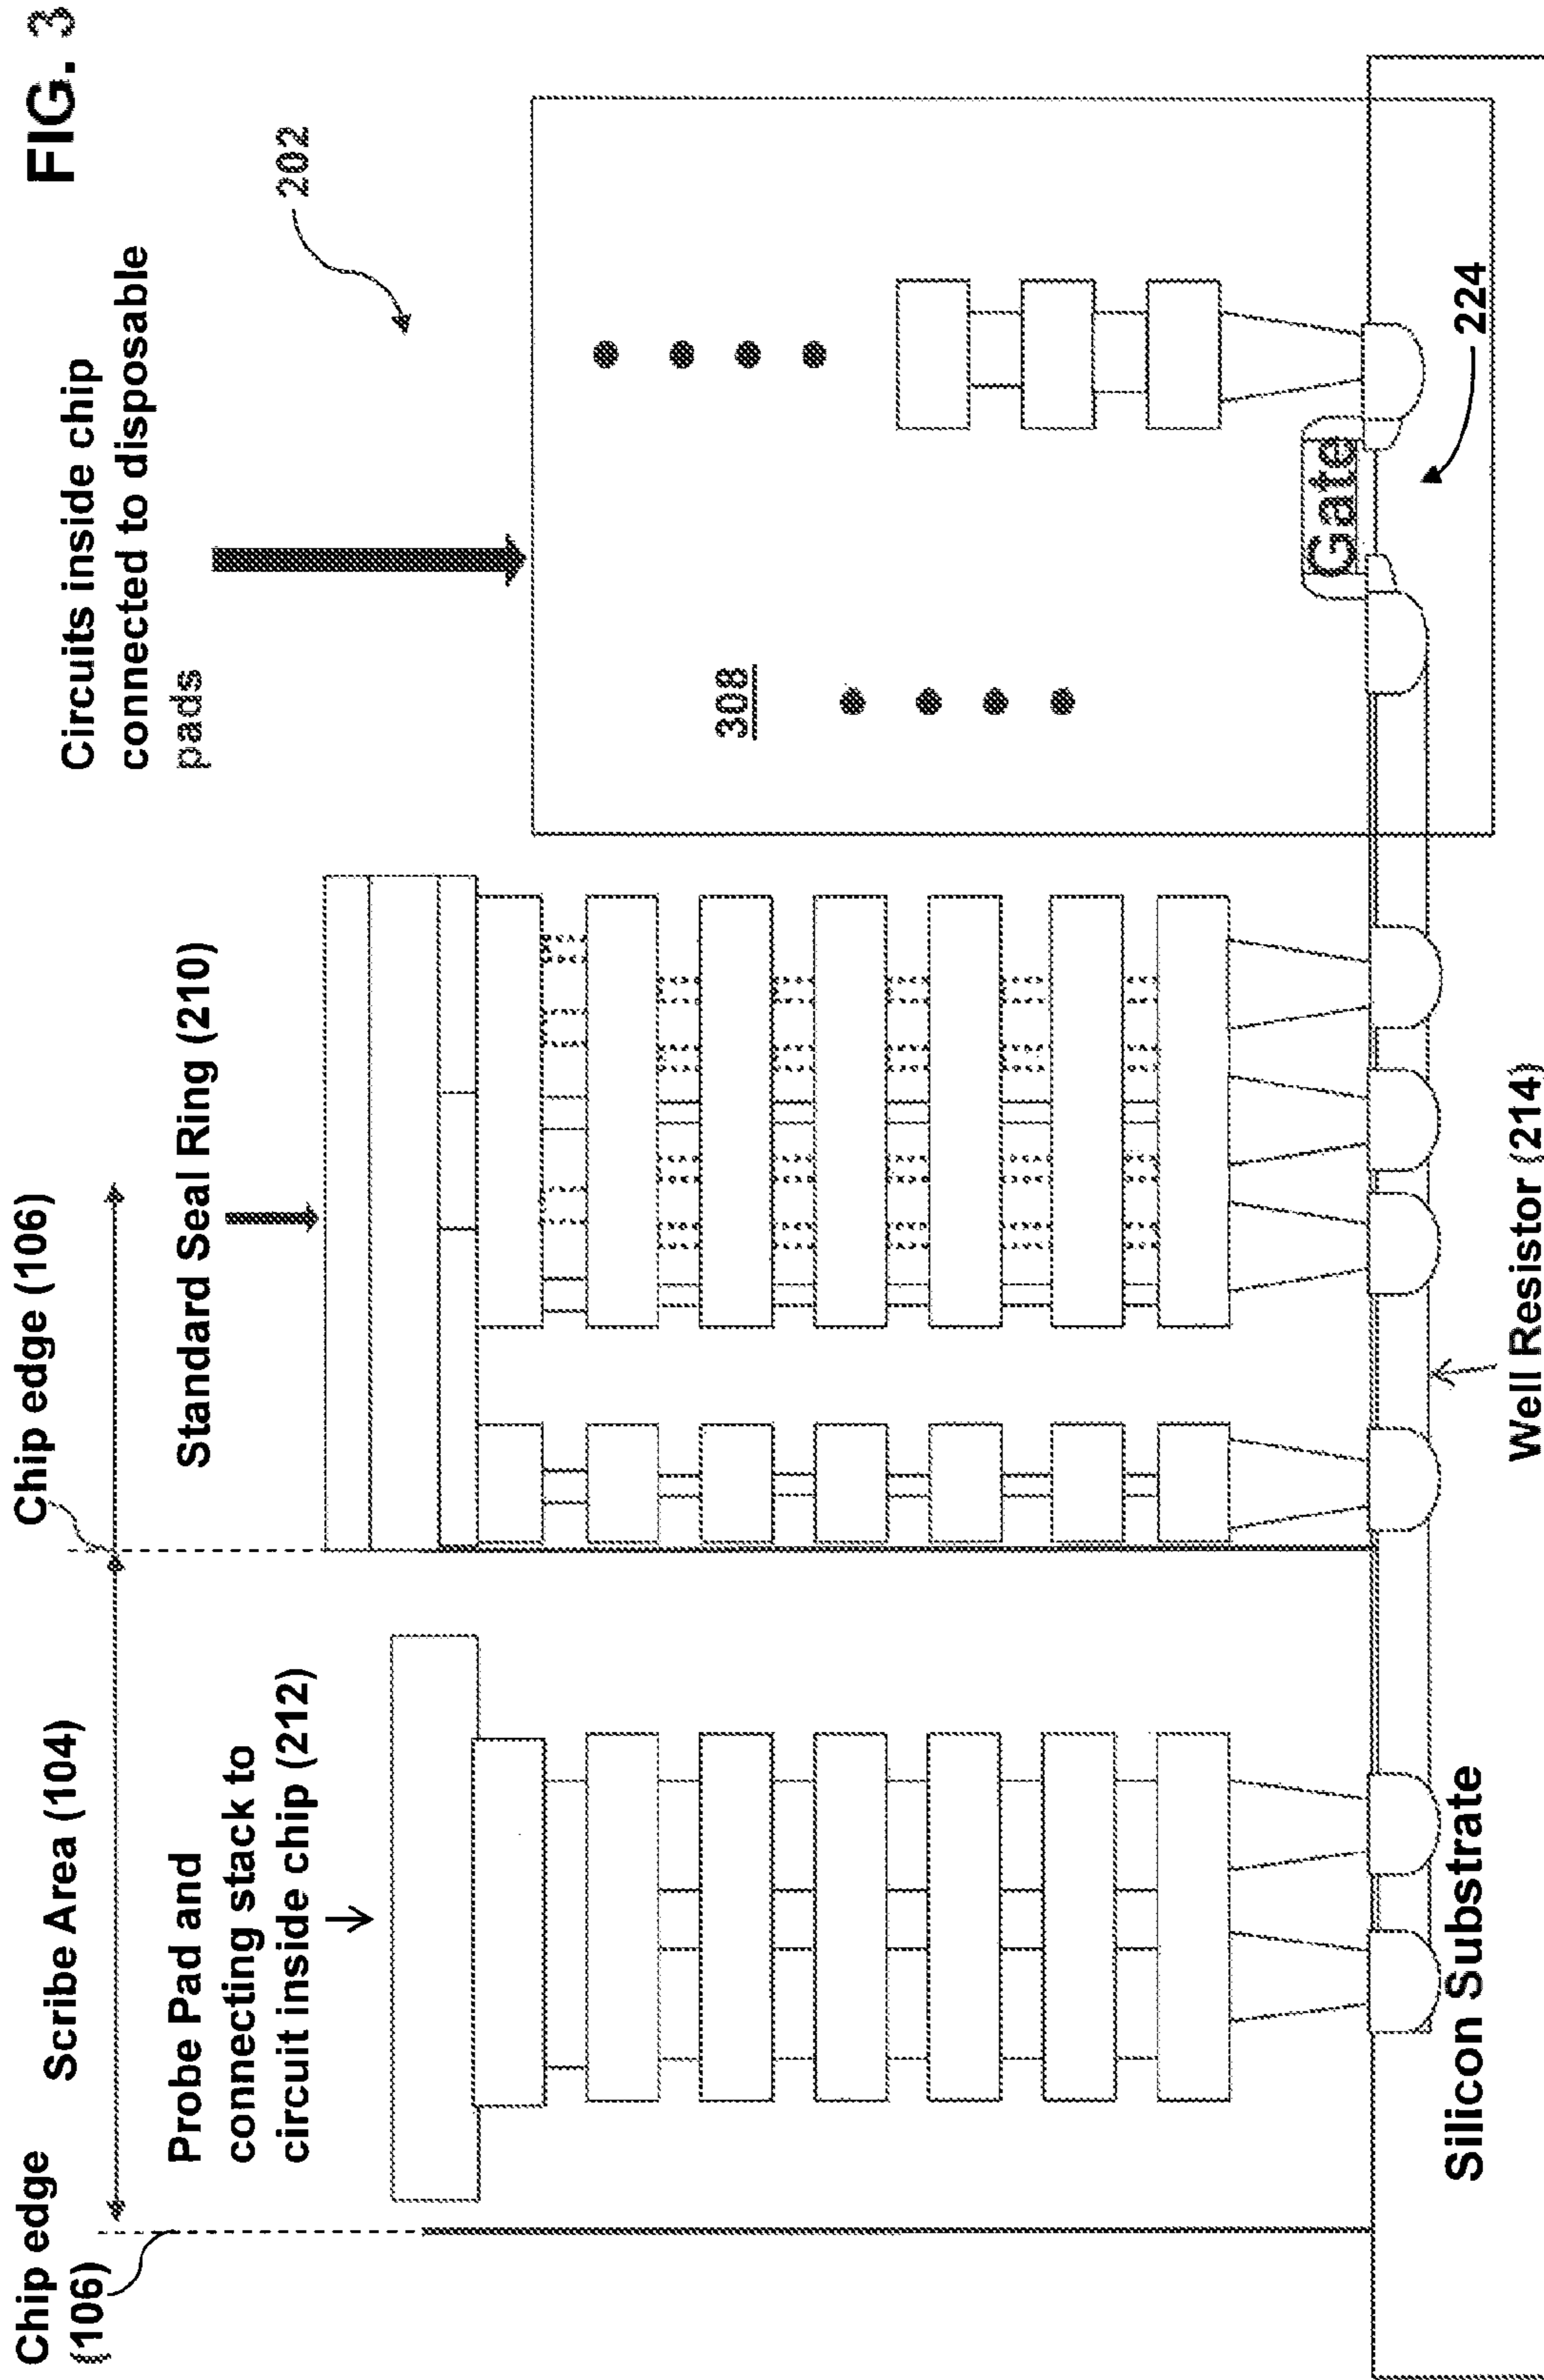 FIG. 3
Chip edge
(106)
Scribe Area (104)
Chip edge (106)
Circuits inside chip
connected to disposable
pads
202
Probe Pad and
connecting stack to
circuit inside chip (212)
Standard Seal Ring (210)
308
Gate
224
Silicon Substrate
Well Resistor (214)